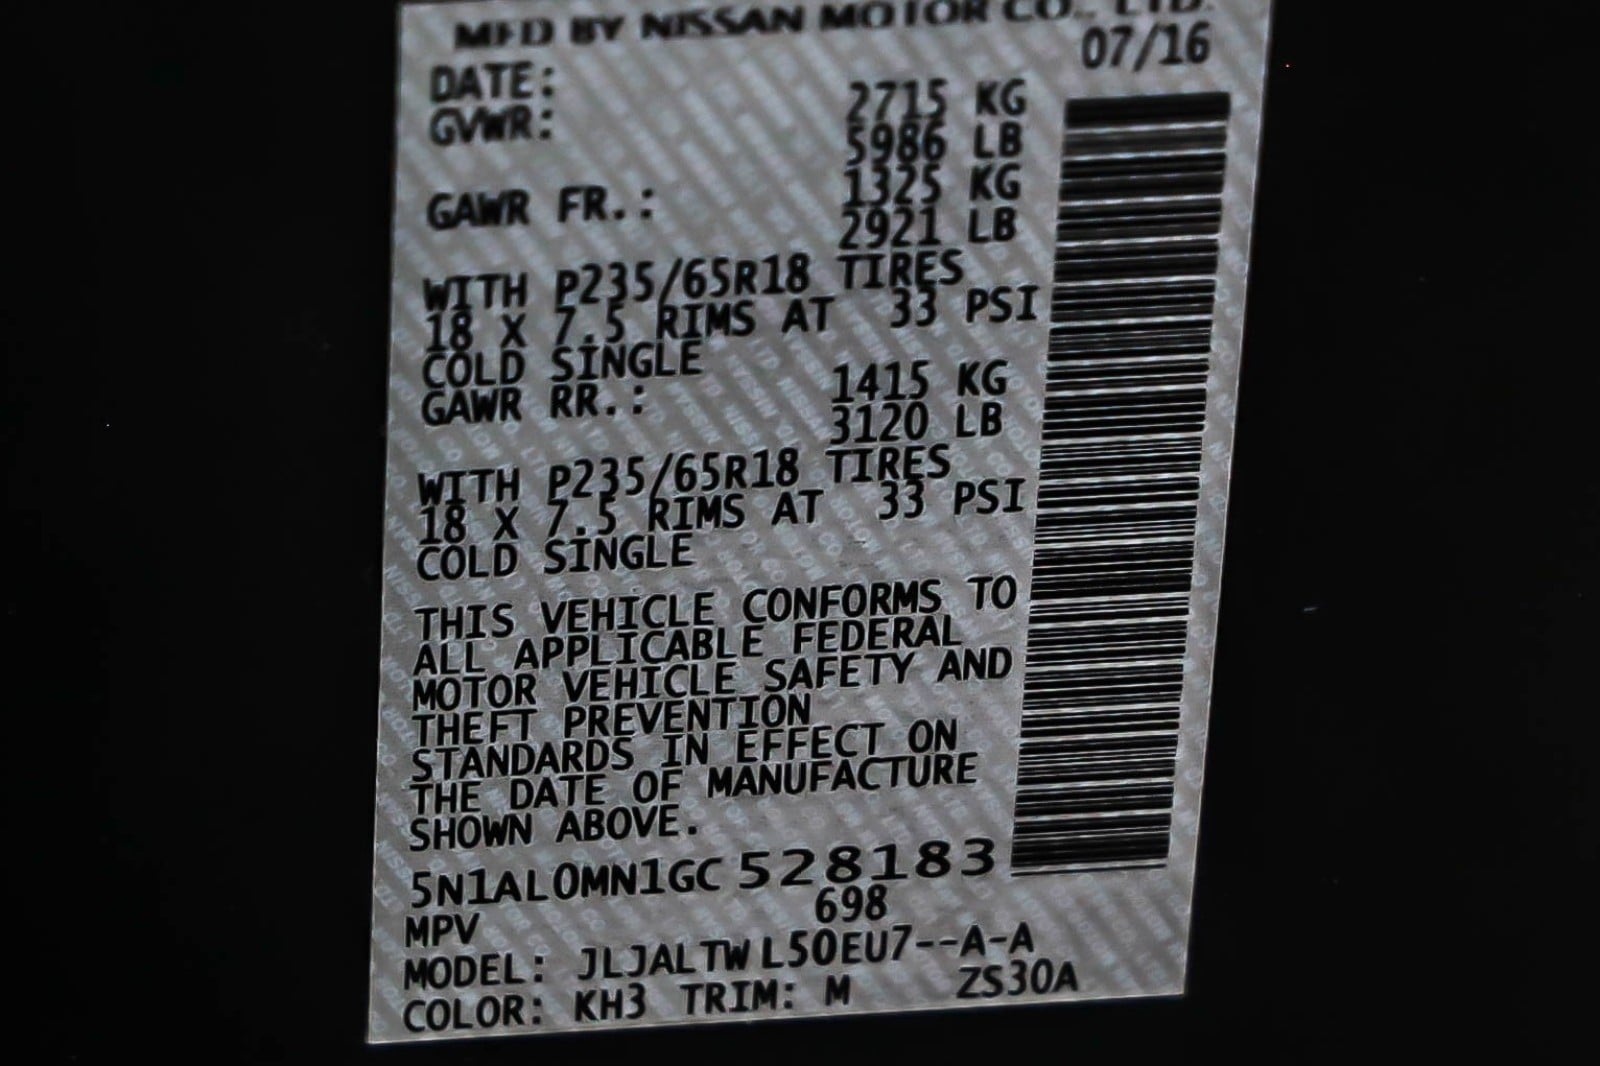 MFD BY NISSAN MOTOR CO., LTD.
DATE: 07/16
GVWR: 2715 KG
5986 LB
GAWR FR.: 1325 KG
2921 LB
WITH P235/65R18 TIRES
18 X 7.5 RIMS AT 33 PSI
COLD SINGLE
GAWR RR.: 1415 KG
3120 LB
WITH P235/65R18 TIRES
18 X 7.5 RIMS AT 33 PSI
COLD SINGLE
THIS VEHICLE CONFORMS TO
ALL APPLICABLE FEDERAL
MOTOR VEHICLE SAFETY AND
THEFT PREVENTION
STANDARDS IN EFFECT ON
THE DATE OF MANUFACTURE
SHOWN ABOVE.
5N1AL0MN1GC 528183
MPV 698
MODEL: JLJALTW L50EU7--A-A
COLOR: KH3 TRIM: M ZS30A